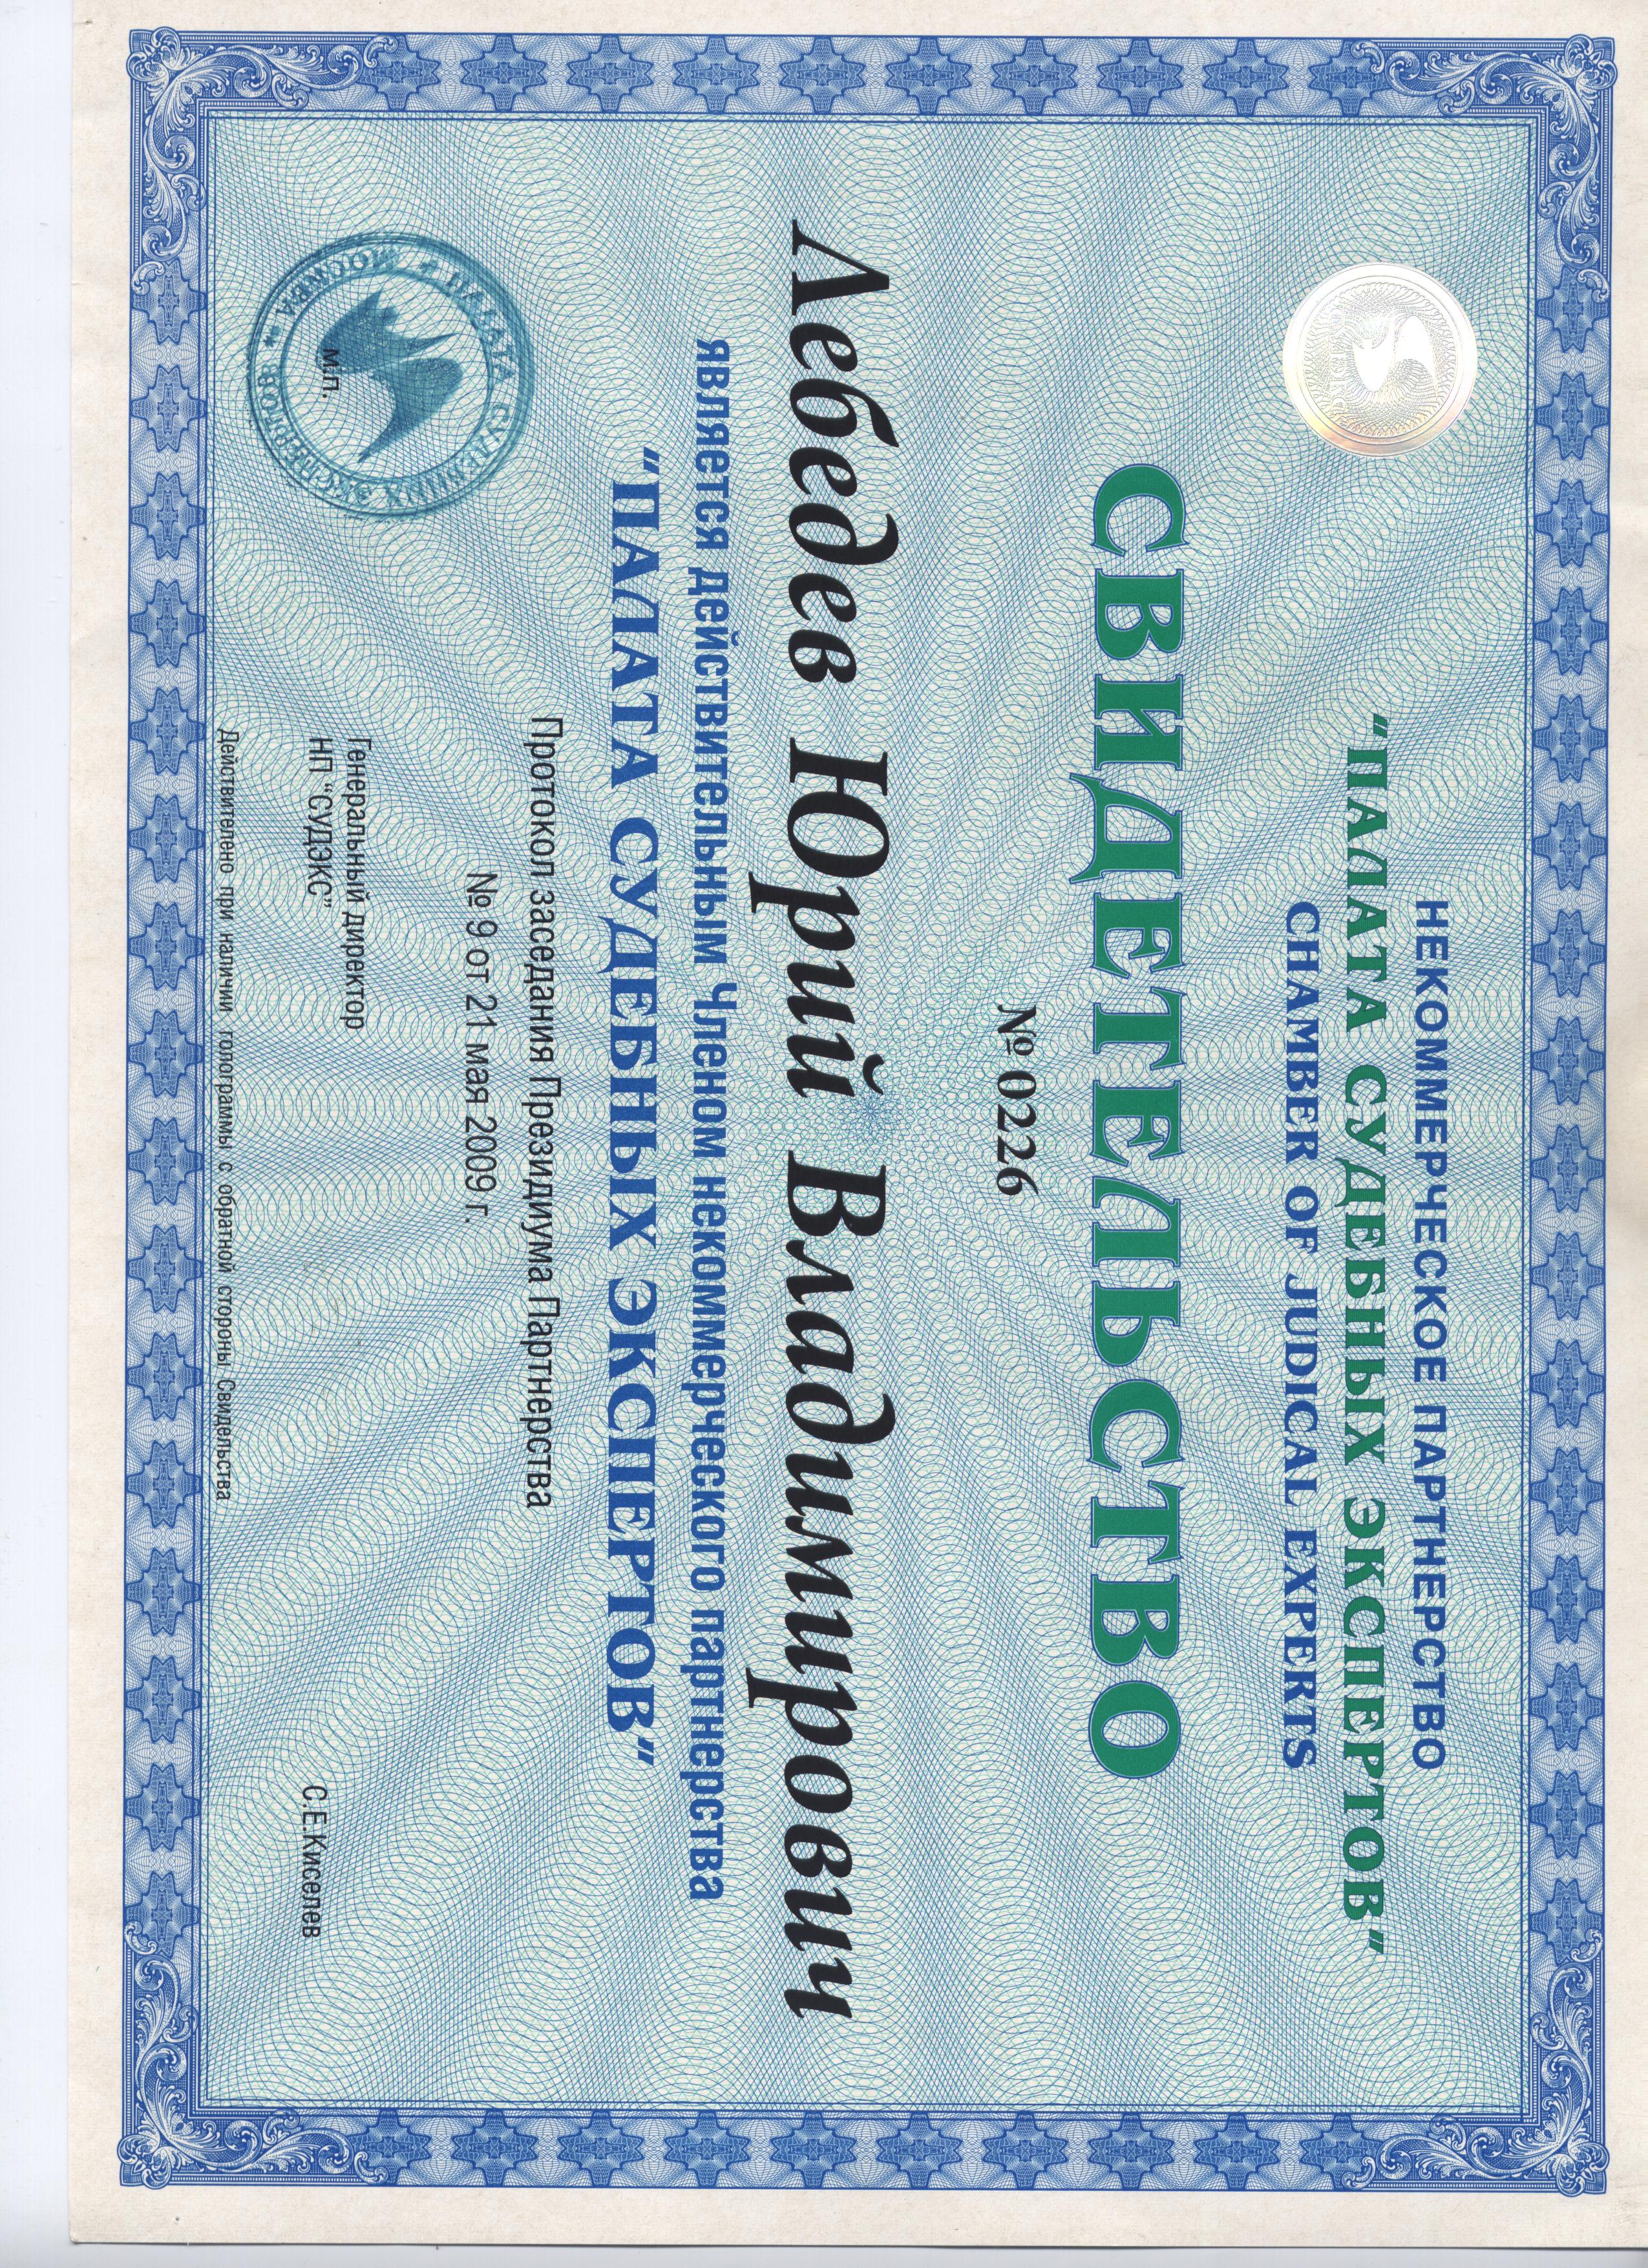 НЕКОММЕРЧЕСКОЕ ПАРТНЕРСТВО
"ПАЛАТА СУДЕБНЫХ ЭКСПЕРТОВ"
CHAMBER OF JUDICAL EXPERTS
СВИДЕТЕЛЬСТВО
№ 0226
Лебедев Юрий Владимирович
является действительным Членом некоммерческого партнерства
"ПАЛАТА СУДЕБНЫХ ЭКСПЕРТОВ"
Протокол заседания Президиума Партнерства
№ 9 от 21 мая 2009 г.
Генеральный директор
НП "СУДЭКС"
С.Е.Киселев
м.п.
ПАЛАТА СУДЕБНЫХ ЭКСПЕРТОВ
МОСКВА
Действителено при наличии голограммы с обратной стороны Свидельства